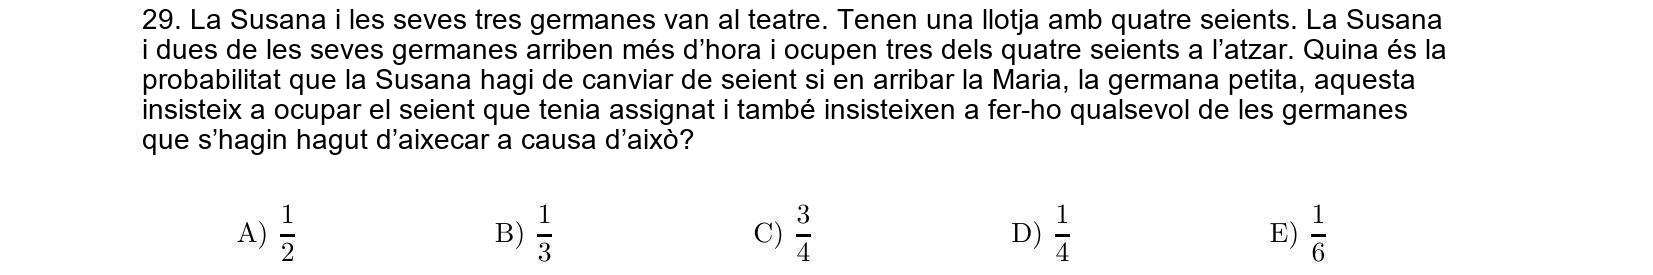 29. La Susana i les seves tres germanes van al teatre. Tenen una llotja amb quatre seients. La Susana
i dues de les seves germanes arriben més d’hora i ocupen tres dels quatre seients a l’atzar. Quina és la
probabilitat que la Susana hagi de canviar de seient si en arribar la Maria, la germana petita, aquesta
insisteix a ocupar el seient que tenia assignat i també insisteixen a fer-ho qualsevol de les germanes
que s’hagin hagut d’aixecar a causa d’això?
A) 1/2 B) 1/3 C) 3/4 D) 1/4 E) 1/6